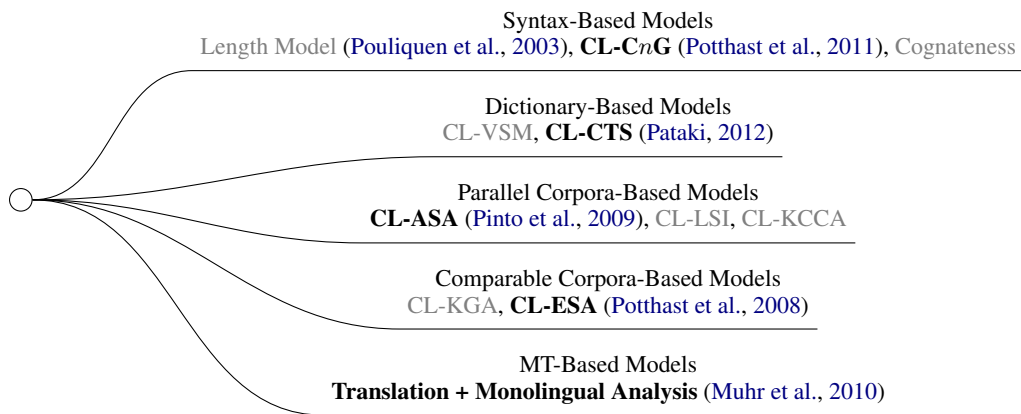 Syntax-Based Models
Length Model (Pouliquen et al., 2003), CL-CnG (Potthast et al., 2011), Cognateness
Dictionary-Based Models
CL-VSM, CL-CTS (Pataki, 2012)
Parallel Corpora-Based Models
CL-ASA (Pinto et al., 2009), CL-LSI, CL-KCCA
Comparable Corpora-Based Models
CL-KGA, CL-ESA (Potthast et al., 2008)
MT-Based Models
Translation + Monolingual Analysis (Muhr et al., 2010)